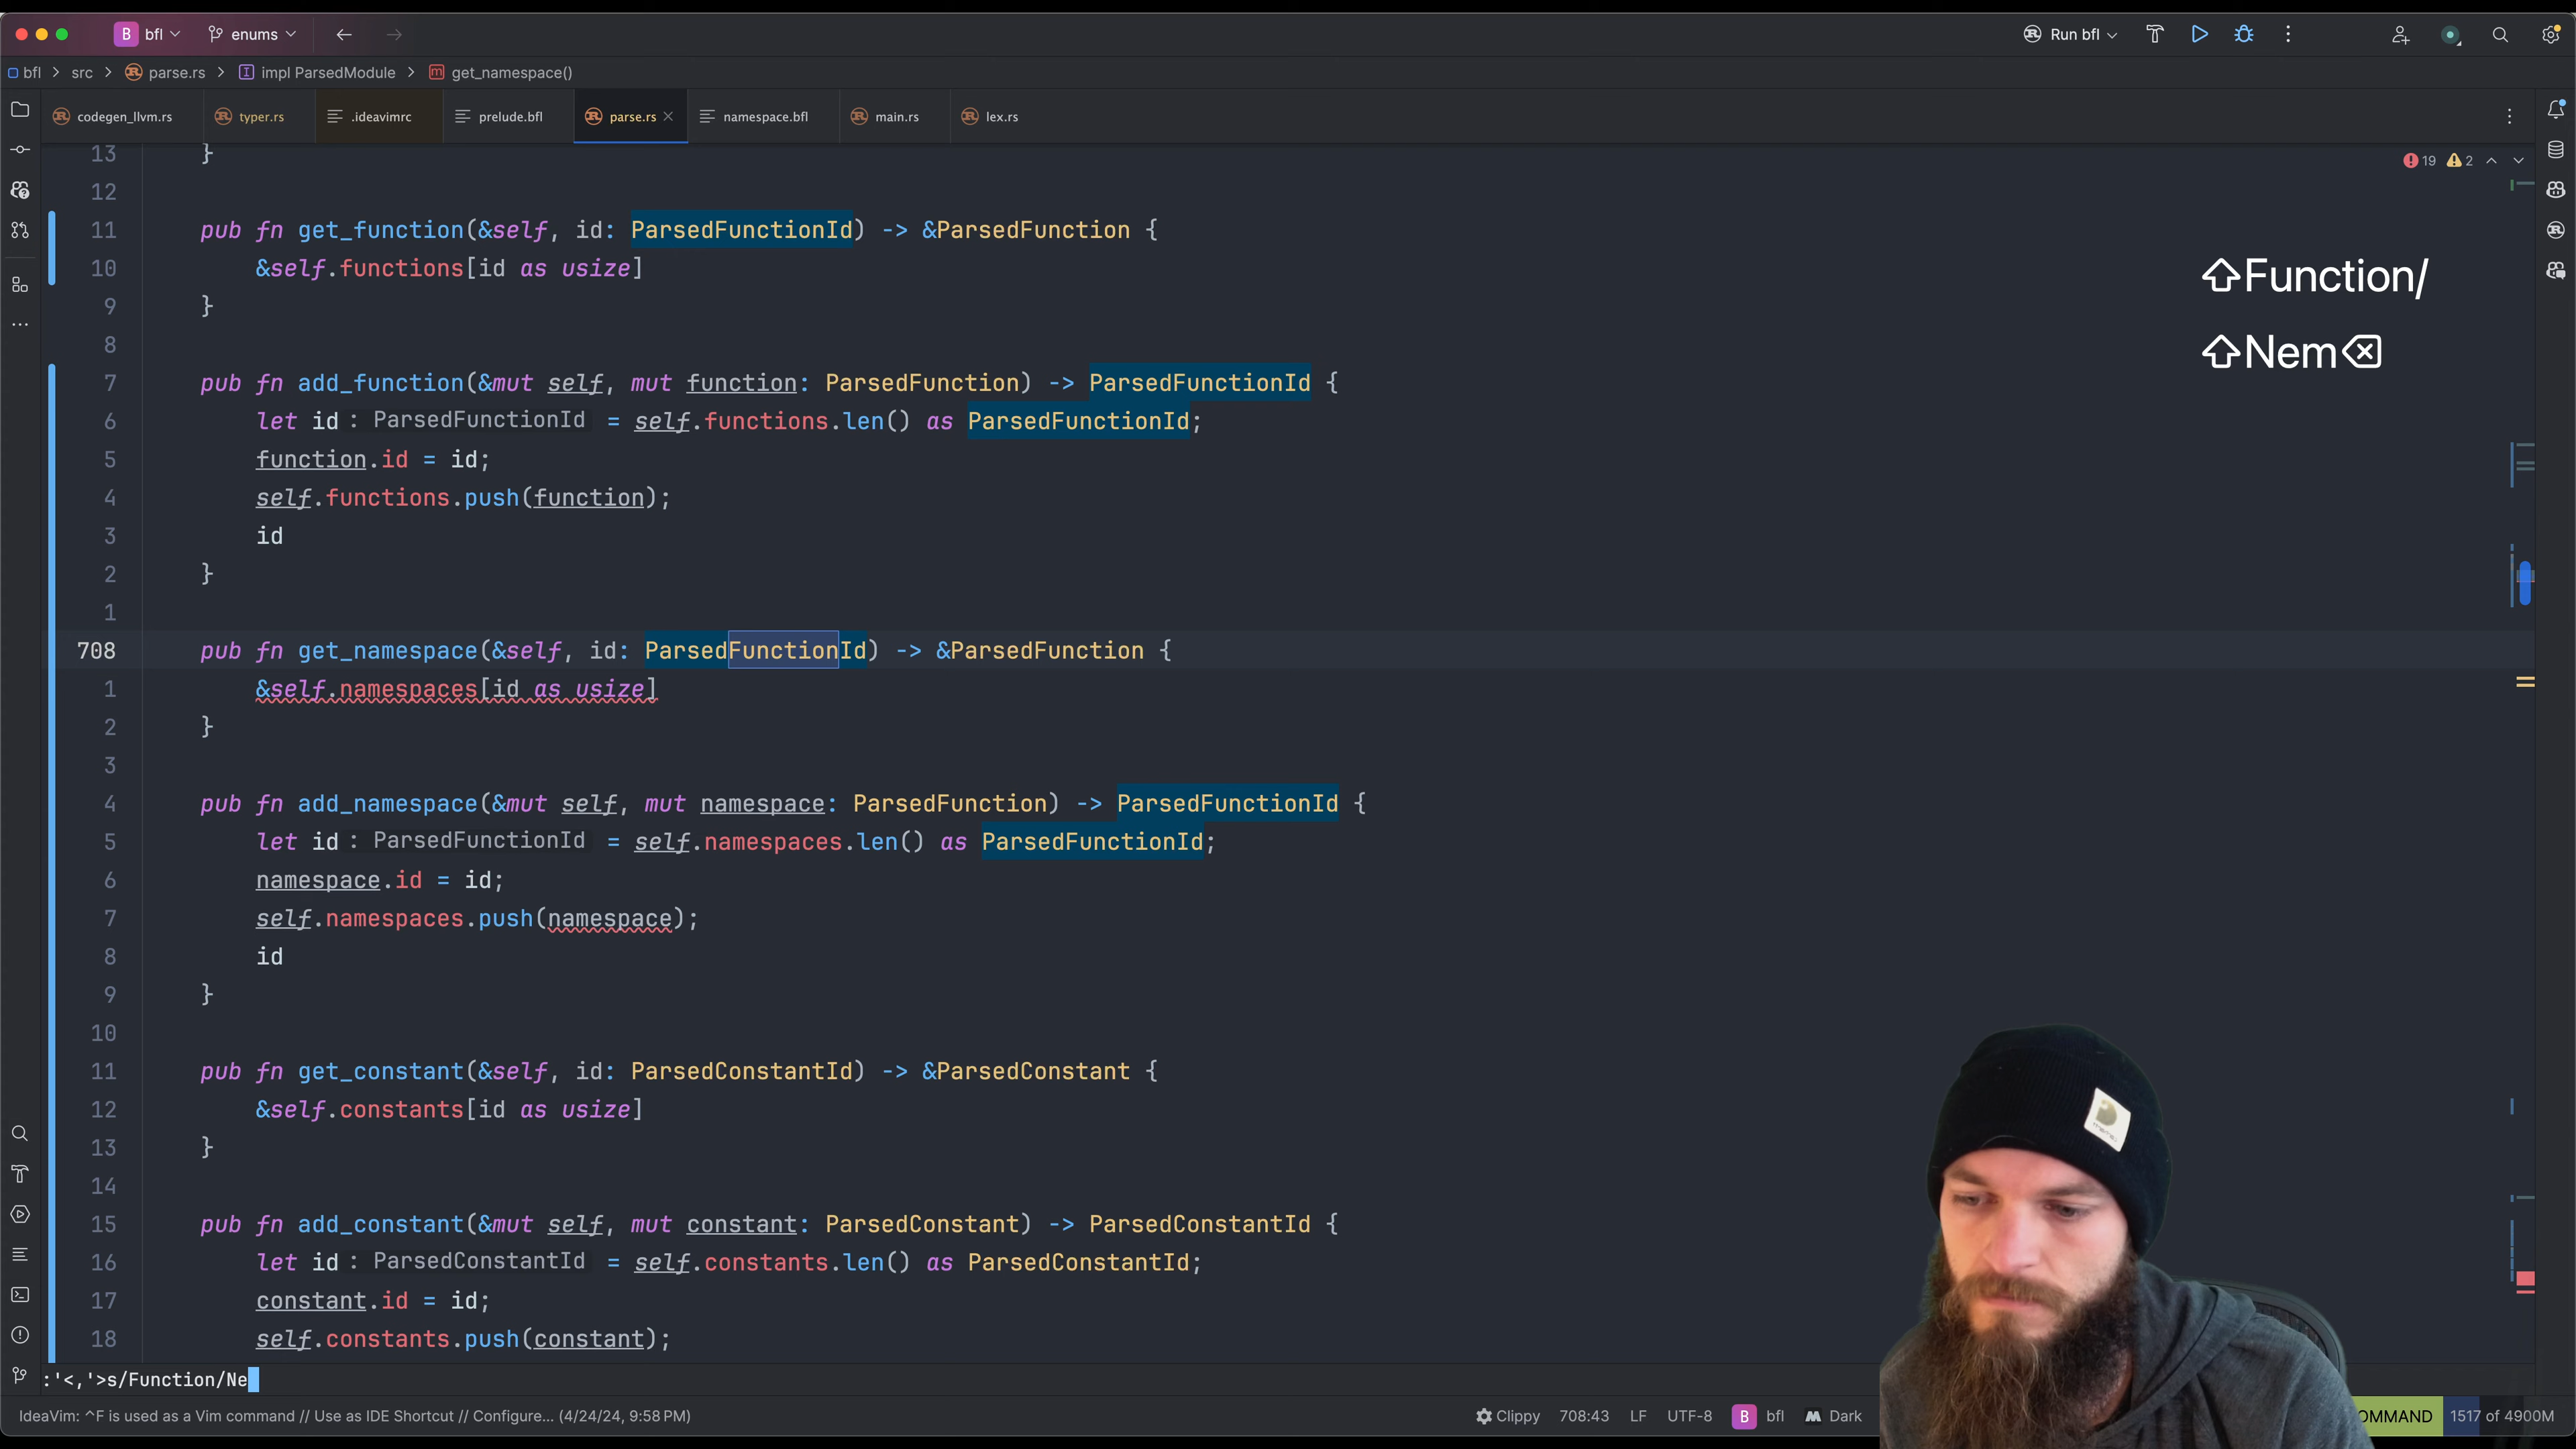 B bfl enums Run bfl
bfl > src > parse.rs > impl ParsedModule > get_namespace()
codegen_llvm.rs typer.rs .ideavimrc prelude.bfl parse.rs namespace.bfl main.rs lex.rs
19 2
13 }
12
11 pub fn get_function(&self, id: ParsedFunctionId) -> &ParsedFunction {
10 &self.functions[id as usize]
9 }
8
7 pub fn add_function(&mut self, mut function: ParsedFunction) -> ParsedFunctionId {
6 let id : ParsedFunctionId = self.functions.len() as ParsedFunctionId;
5 function.id = id;
4 self.functions.push(function);
3 id
2 }
1
708 pub fn get_namespace(&self, id: ParsedFunctionId) -> &ParsedFunction {
1 &self.namespaces[id as usize]
2 }
3
4 pub fn add_namespace(&mut self, mut namespace: ParsedFunction) -> ParsedFunctionId {
5 let id : ParsedFunctionId = self.namespaces.len() as ParsedFunctionId;
6 namespace.id = id;
7 self.namespaces.push(namespace);
8 id
9 }
10
11 pub fn get_constant(&self, id: ParsedConstantId) -> &ParsedConstant {
12 &self.constants[id as usize]
13 }
14
15 pub fn add_constant(&mut self, mut constant: ParsedConstant) -> ParsedConstantId {
16 let id : ParsedConstantId = self.constants.len() as ParsedConstantId;
17 constant.id = id;
18 self.constants.push(constant);
⇧Function/
⇧Nem⌫
:'<,'>s/Function/Ne
IdeaVim: ^F is used as a Vim command // Use as IDE Shortcut // Configure... (4/24/24, 9:58 PM) Clippy 708:43 LF UTF-8 B bfl Dark OMMAND 1517 of 4900M